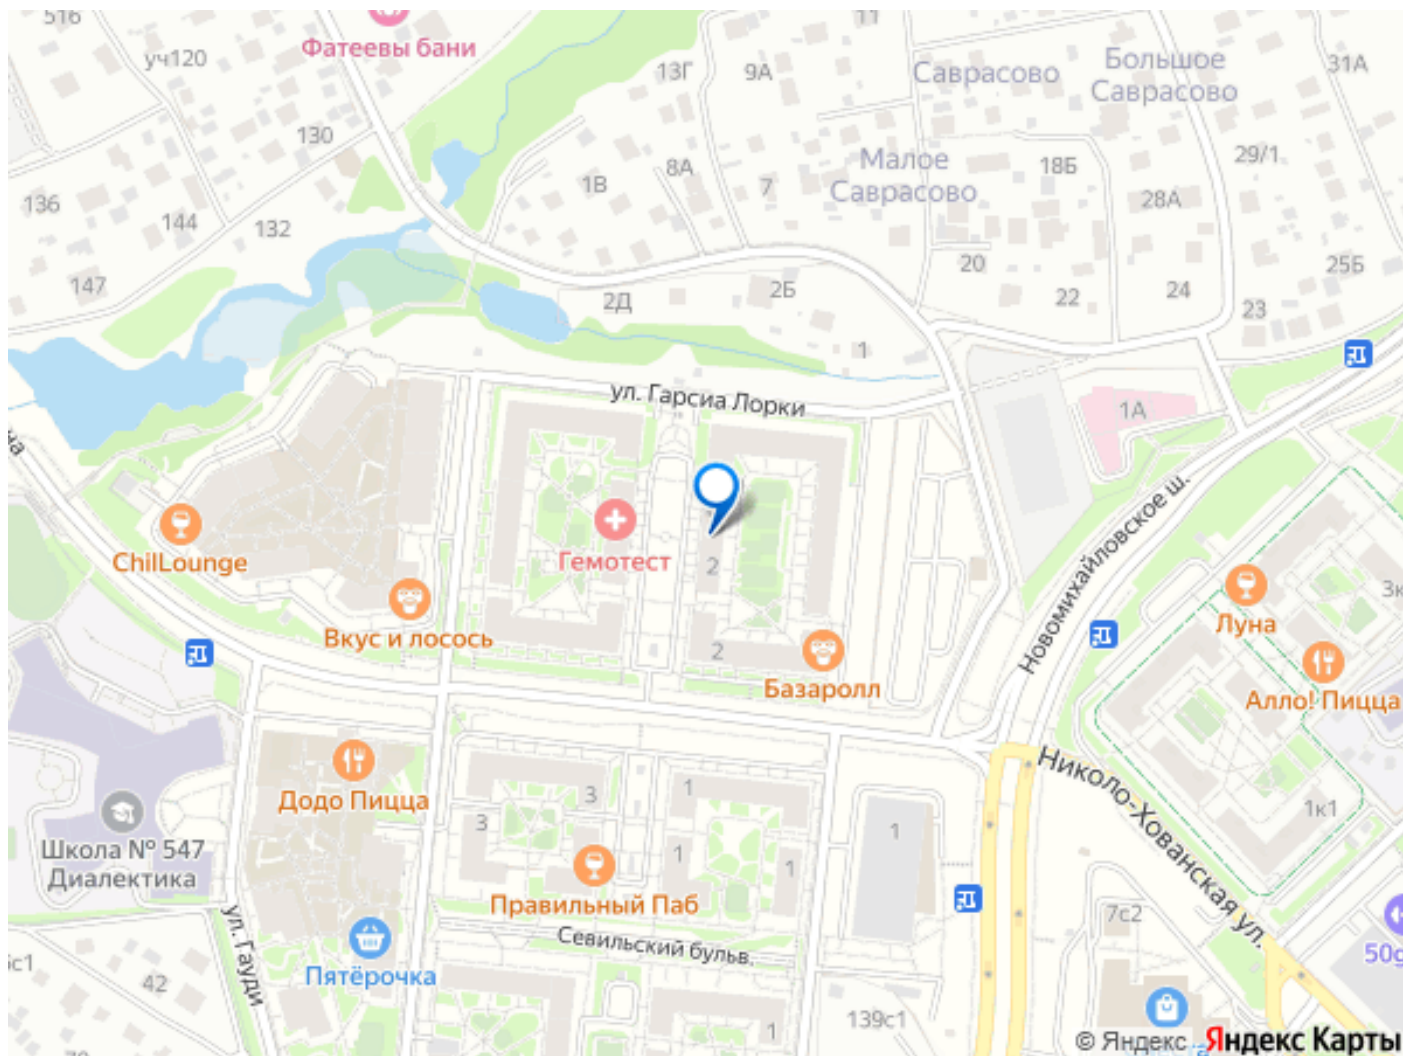 51б
11
уч120
Фатеевы бани
13Г
9А
Саврасово
Большое
Саврасово
31А
130
Малое
Саврасово
8А
1В
7
18Б
29/1
136
144
132
28А
147
2Д
2Б
20
22
24
23
25Б
1
на
ул. Гарсиа Лорки
1А
ChilLounge
Гемотест
2
Вкус и лосось
2
Базаролл
Новомихайловское ш.
Луна
Алло! Пицца
Додо Пицца
3
1
3
1
1
1
Школа № 547
Диалектика
Правильный Паб
Николо-Хованская ул.
1к1
ул. Гауди
Пятёрочка
Севильский бульв.
7с2
42
1
139с1
© Яндекс Яндекс Карты